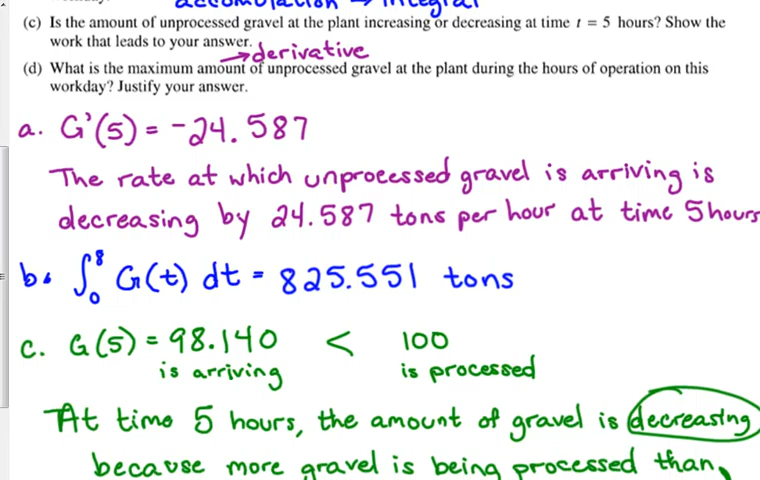 accumulation → integral
(c) Is the amount of unprocessed gravel at the plant increasing or decreasing at time t = 5 hours? Show the
work that leads to your answer.
→derivative
(d) What is the maximum amount of unprocessed gravel at the plant during the hours of operation on this
workday? Justify your answer.
a. G'(5) = -24.587
The rate at which unprocessed gravel is arriving is
decreasing by 24.587 tons per hour at time 5 hours
b. ∫₀⁸ G(t) dt = 825.551 tons
c. G(5) = 98.140 < 100
is arriving is processed
At time 5 hours, the amount of gravel is decreasing
because more gravel is being processed than